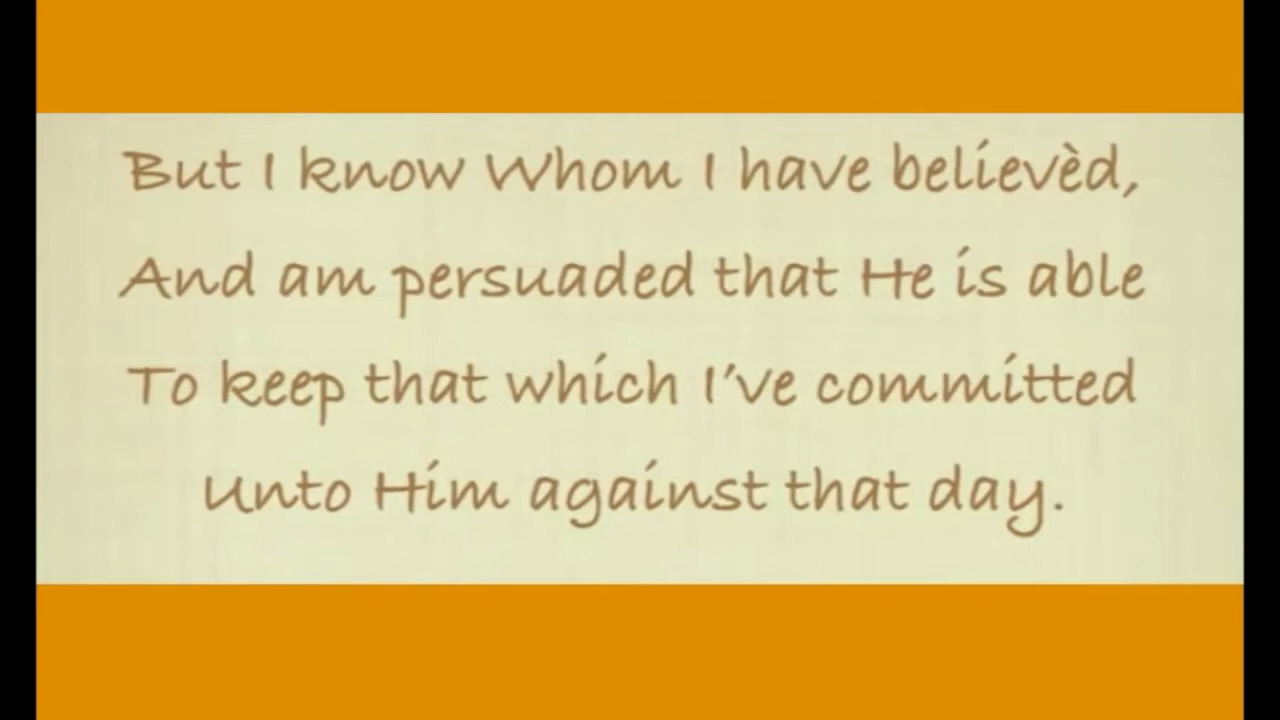 But I know Whom I have believèd,
And am persuaded that He is able
To keep that which I’ve committed
Unto Him against that day.